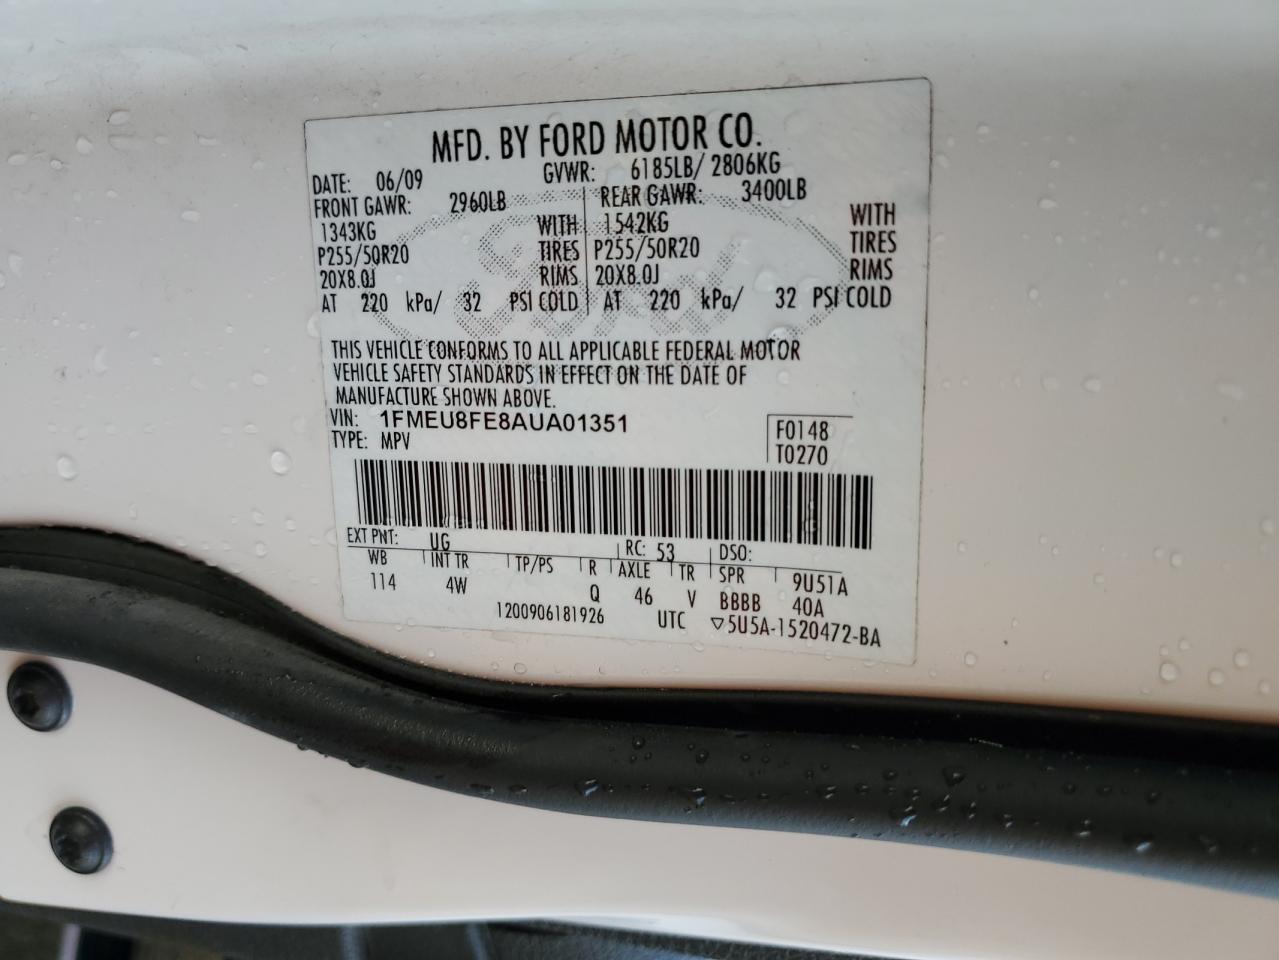 MFD. BY FORD MOTOR CO.
DATE: 06/09 GVWR: 6185LB/ 2806KG
FRONT GAWR: 2960LB REAR GAWR: 3400LB
1343KG WITH 1542KG WITH
P255/50R20 TIRES P255/50R20 TIRES
20X8.0J RIMS 20X8.0J RIMS
AT 220 kPa/ 32 PSI COLD AT 220 kPa/ 32 PSI COLD
Ford
THIS VEHICLE CONFORMS TO ALL APPLICABLE FEDERAL MOTOR
VEHICLE SAFETY STANDARDS IN EFFECT ON THE DATE OF
MANUFACTURE SHOWN ABOVE.
VIN: 1FMEU8FE8AUA01351 F0148
TYPE: MPV T0270
EXT PNT: UG RC: 53 DSO:
WB INT TR TP/PS R AXLE TR SPR 9U51A
114 4W Q 46 V BBBB 40A
1200906181926 UTC ▽5U5A-1520472-BA